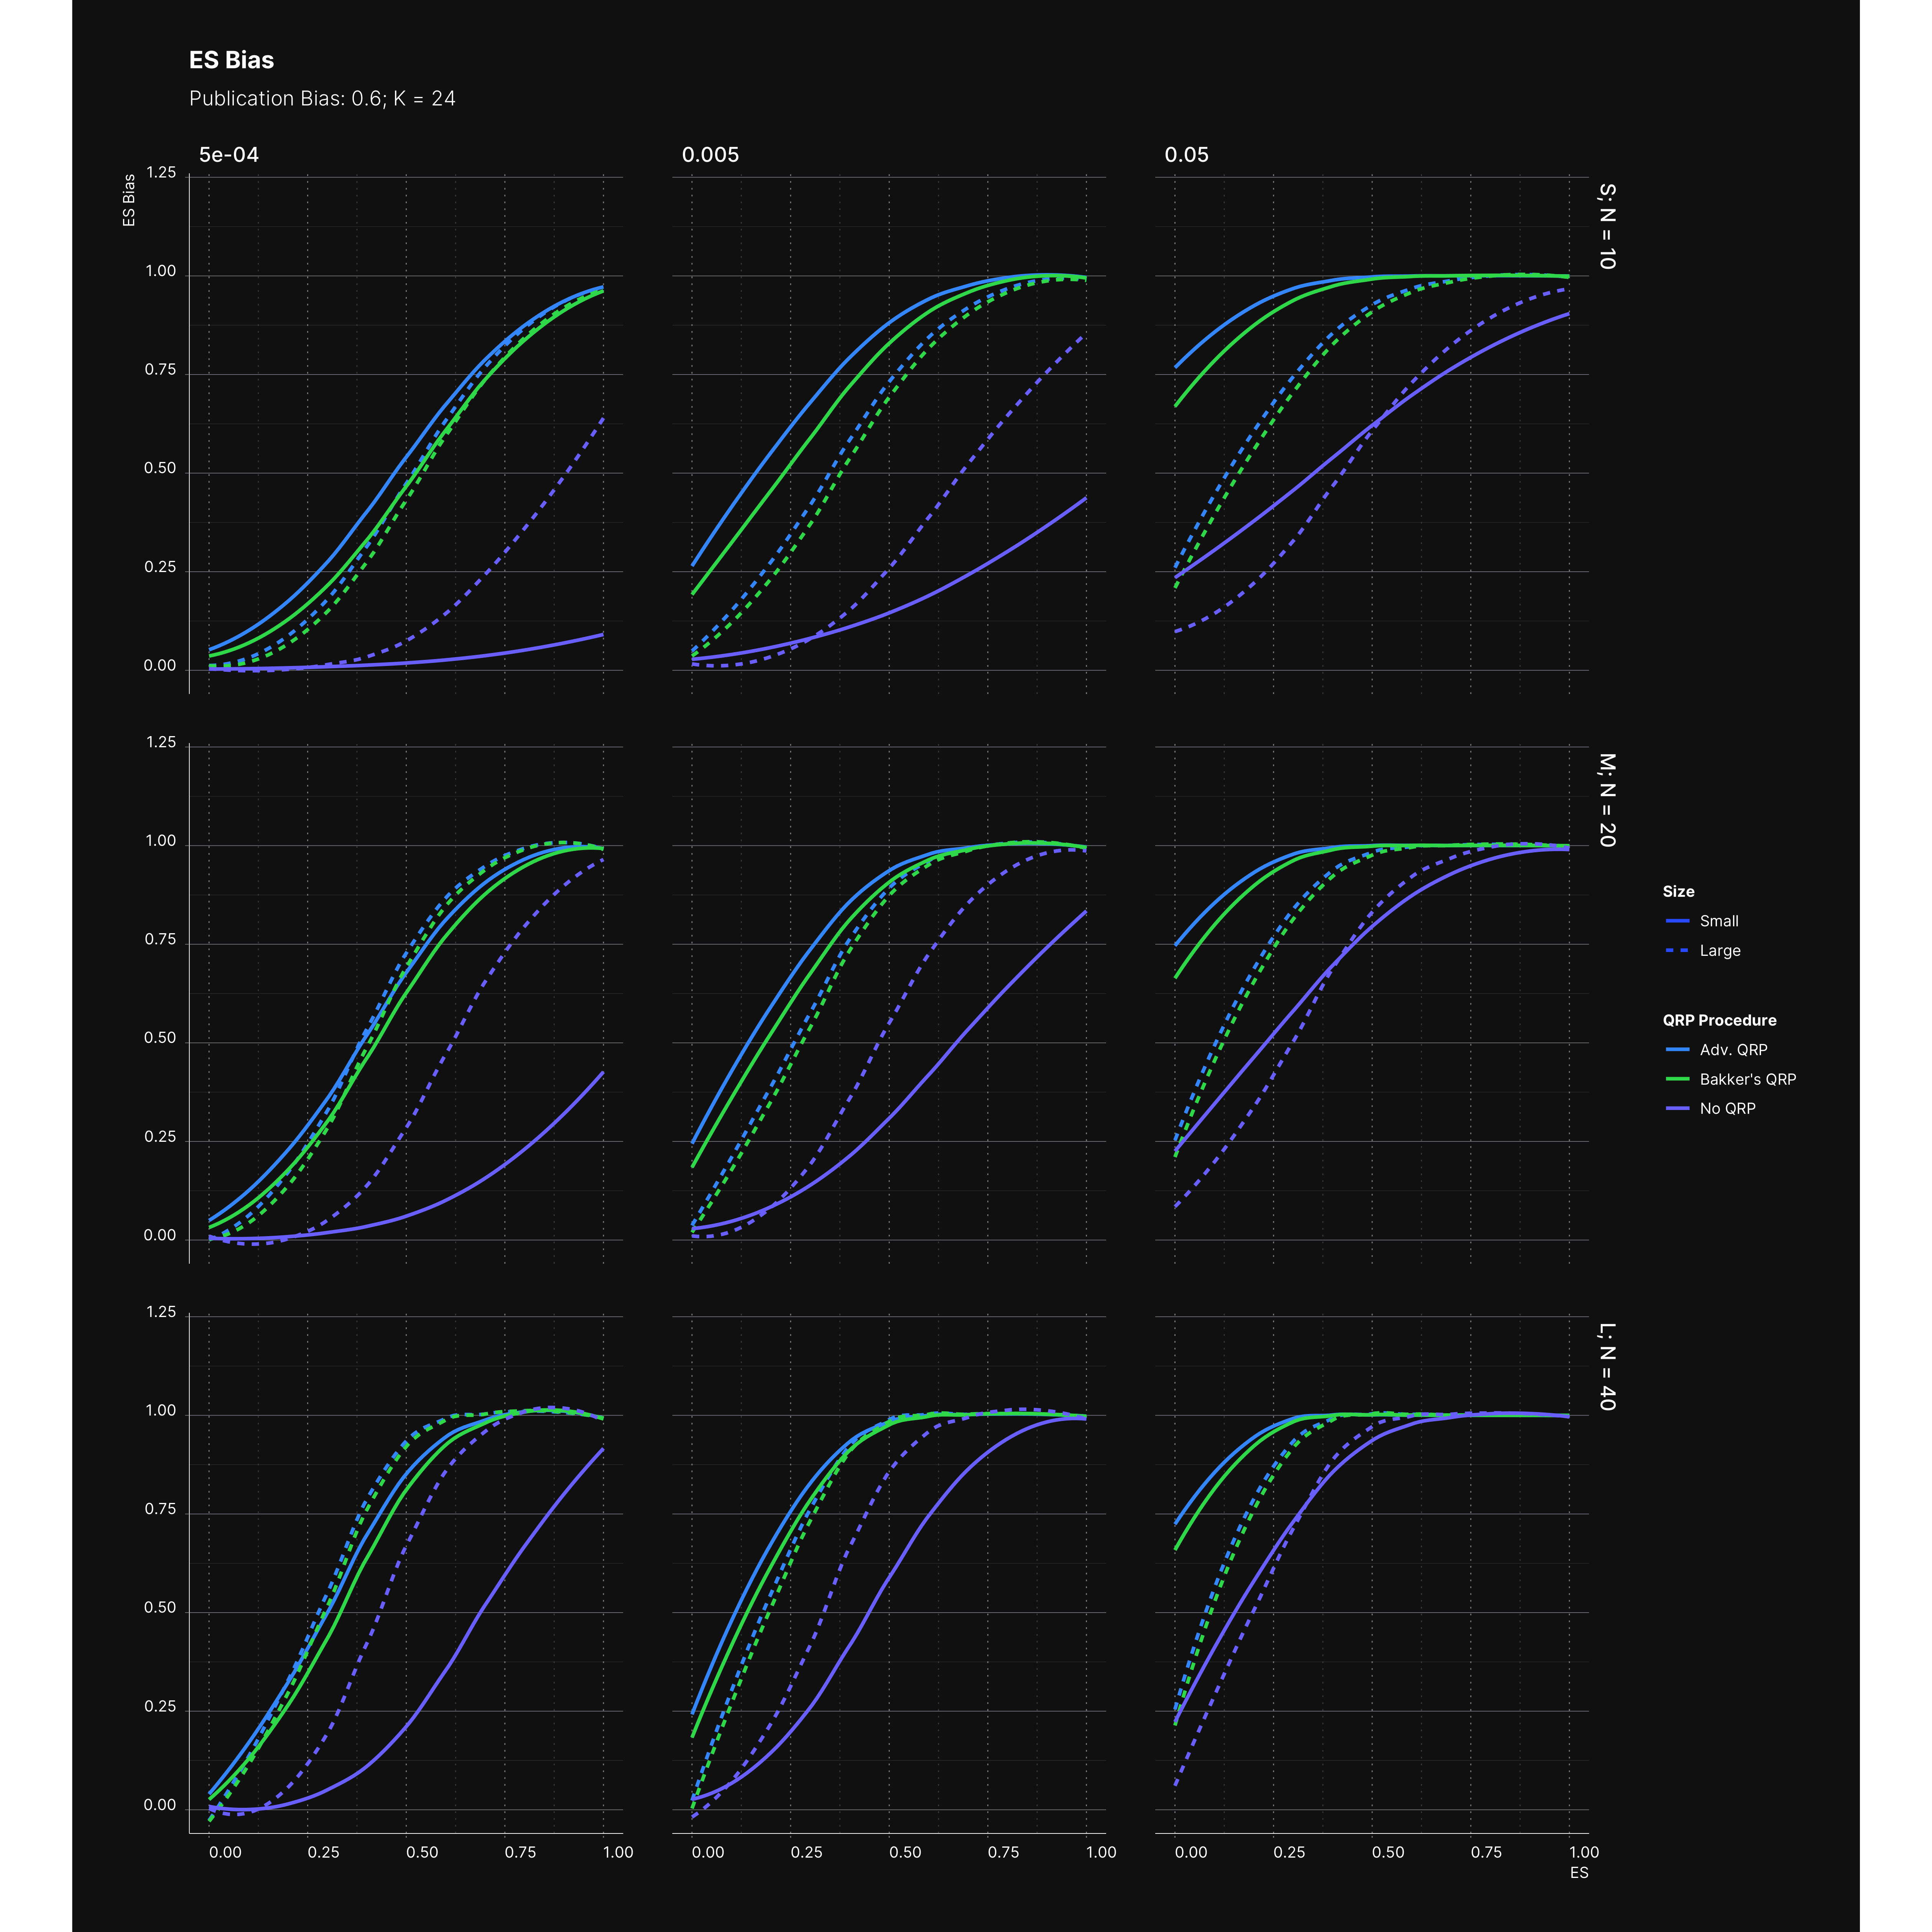 ES Bias
Publication Bias: 0.6; K = 24
5e-04
0.005
0.05
ES Bias
1.25
1.00
0.75
0.50
0.25
0.00
S; N = 10
1.25
1.00
0.75
0.50
0.25
0.00
M; N = 20
Size
Small
Large
QRP Procedure
Adv. QRP
Bakker's QRP
No QRP
1.25
1.00
0.75
0.50
0.25
0.00
L; N = 40
0.00 0.25 0.50 0.75 1.00
0.00 0.25 0.50 0.75 1.00
0.00 0.25 0.50 0.75 1.00
ES